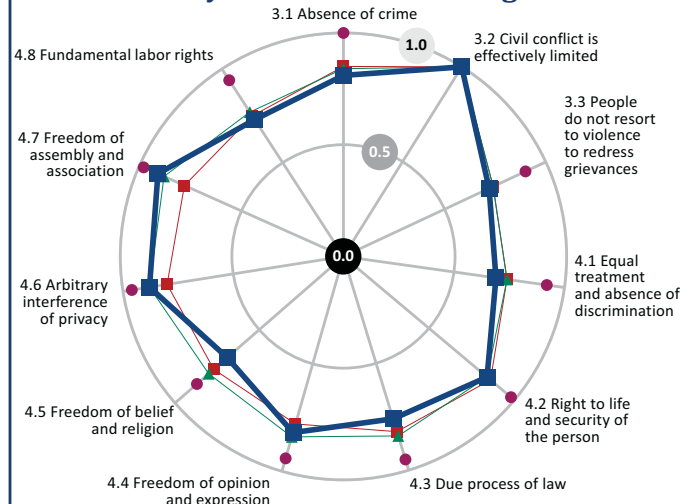 3.1 Absence of crime
1.0
3.2 Civil conflict is
effectively limited
4.8 Fundamental labor rights
3.3 People
do not resort
to violence
to redress
grievances
0.5
4.7 Freedom of
assembly and
association
0.0
4.1 Equal
treatment
and absence of
discrimination
4.6 Arbitrary
interference
of privacy
4.2 Right to life
and security of
the person
4.5 Freedom of belief
and religion
4.3 Due process of law
4.4 Freedom of opinion
and expression